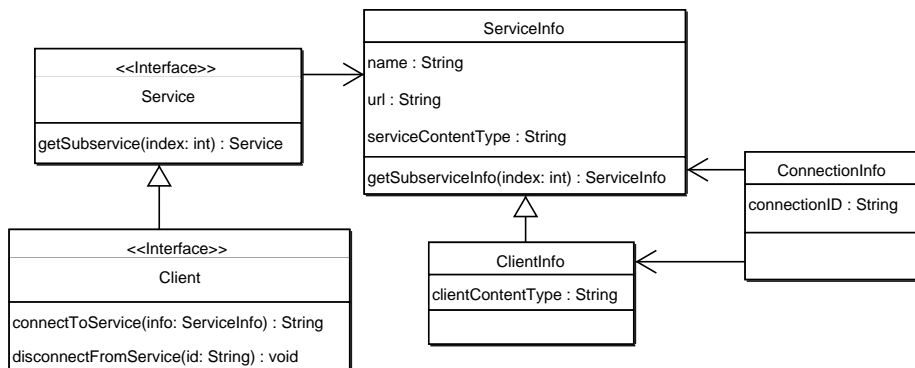 <<Interface>>
Service
getSubservice(index: int) : Service
ServiceInfo
name : String
url : String
serviceContentType : String
getSubserviceInfo(index: int) : ServiceInfo
ConnectionInfo
connectionID : String
<<Interface>>
Client
connectToService(info: ServiceInfo) : String
disconnectFromService(id: String) : void
ClientInfo
clientContentType : String